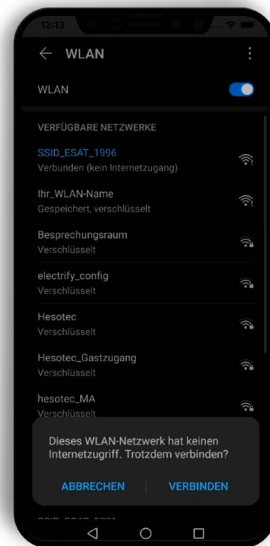 12:13
WLAN
WLAN
VERFÜGBARE NETZWERKE
SSID_ESAT_1996
Verbunden (kein Internetzugang)
Ihr_WLAN-Name
Gespeichert, verschlüsselt
Besprechungsraum
Verschlüsselt
electrify_config
Verschlüsselt
Hesotec
Verschlüsselt
Hesotec_Gastzugang
Verschlüsselt
hesotec_MA
Verschlüsselt
Dieses WLAN-Netzwerk hat keinen
Internetzugriff. Trotzdem verbinden?
ABBRECHEN VERBINDEN